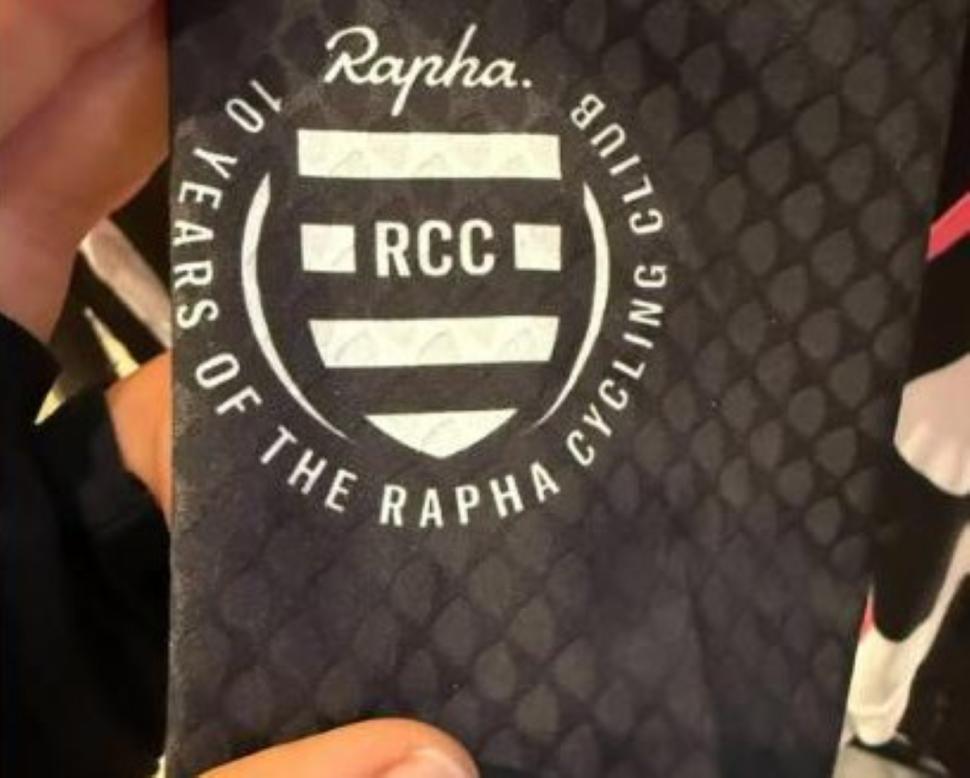 Rapha.
10 YEARS OF THE RAPHA CYCLING CLUB
RCC